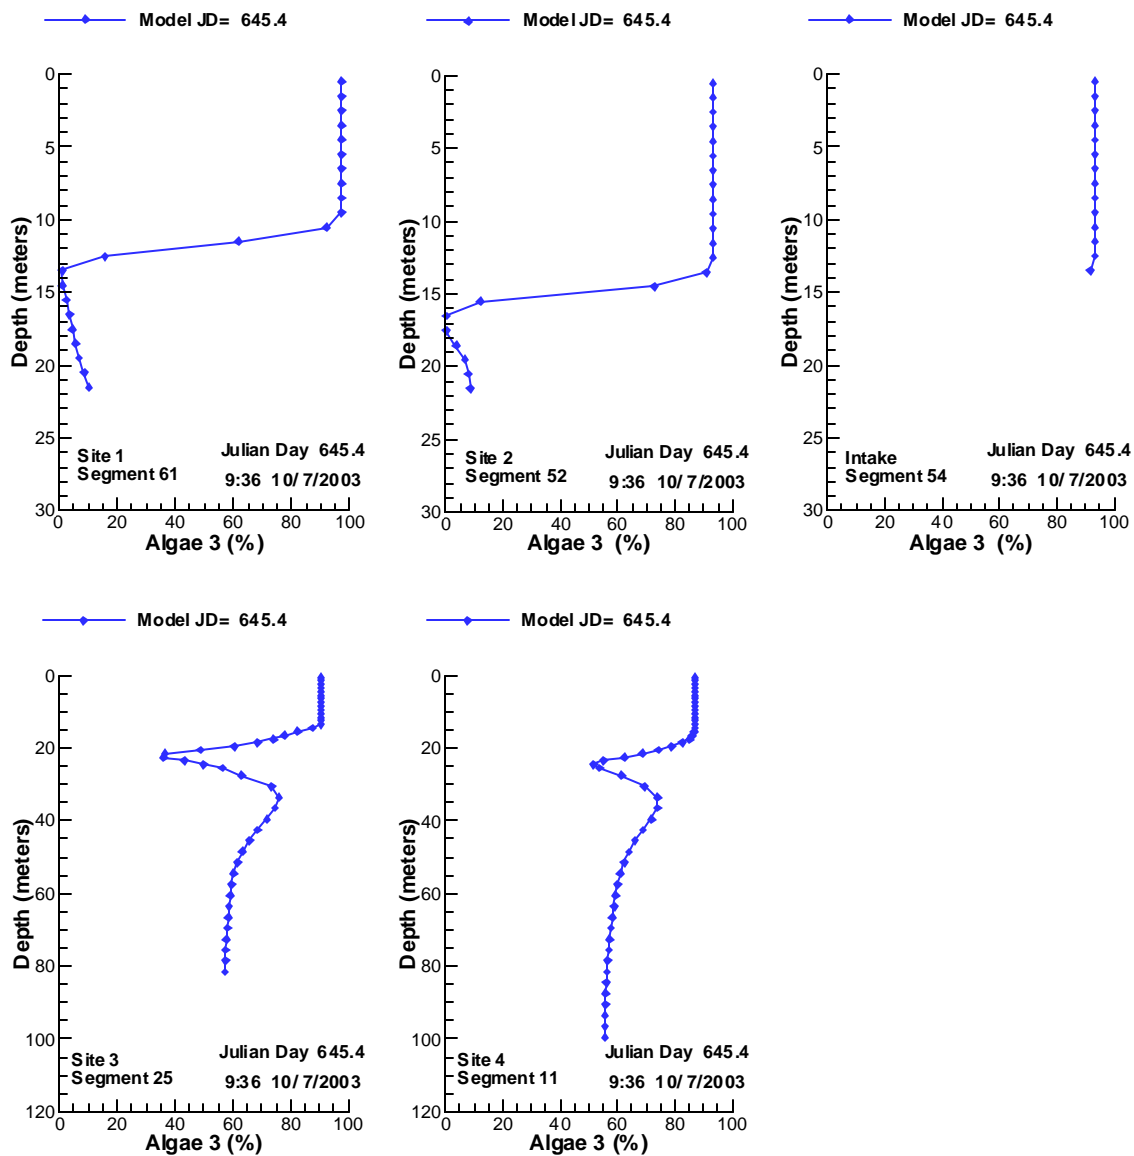 Model JD= 645.4
0
5
10
15
20
25
30
Depth (meters)
Site 1
Segment 61
Julian Day 645.4
9:36 10/7/2003
0 20 40 60 80 100
Algae 3 (%)
Model JD= 645.4
0
5
10
15
20
25
30
Depth (meters)
Site 2
Segment 52
Julian Day 645.4
9:36 10/7/2003
0 20 40 60 80 100
Algae 3 (%)
Model JD= 645.4
0
5
10
15
20
25
30
Depth (meters)
Intake
Segment 54
Julian Day 645.4
9:36 10/7/2003
0 20 40 60 80 100
Algae 3 (%)
Model JD= 645.4
0
20
40
60
80
100
120
Depth (meters)
Site 3
Segment 25
Julian Day 645.4
9:36 10/7/2003
0 20 40 60 80 100
Algae 3 (%)
Model JD= 645.4
0
20
40
60
80
100
120
Depth (meters)
Site 4
Segment 11
Julian Day 645.4
9:36 10/7/2003
0 20 40 60 80 100
Algae 3 (%)